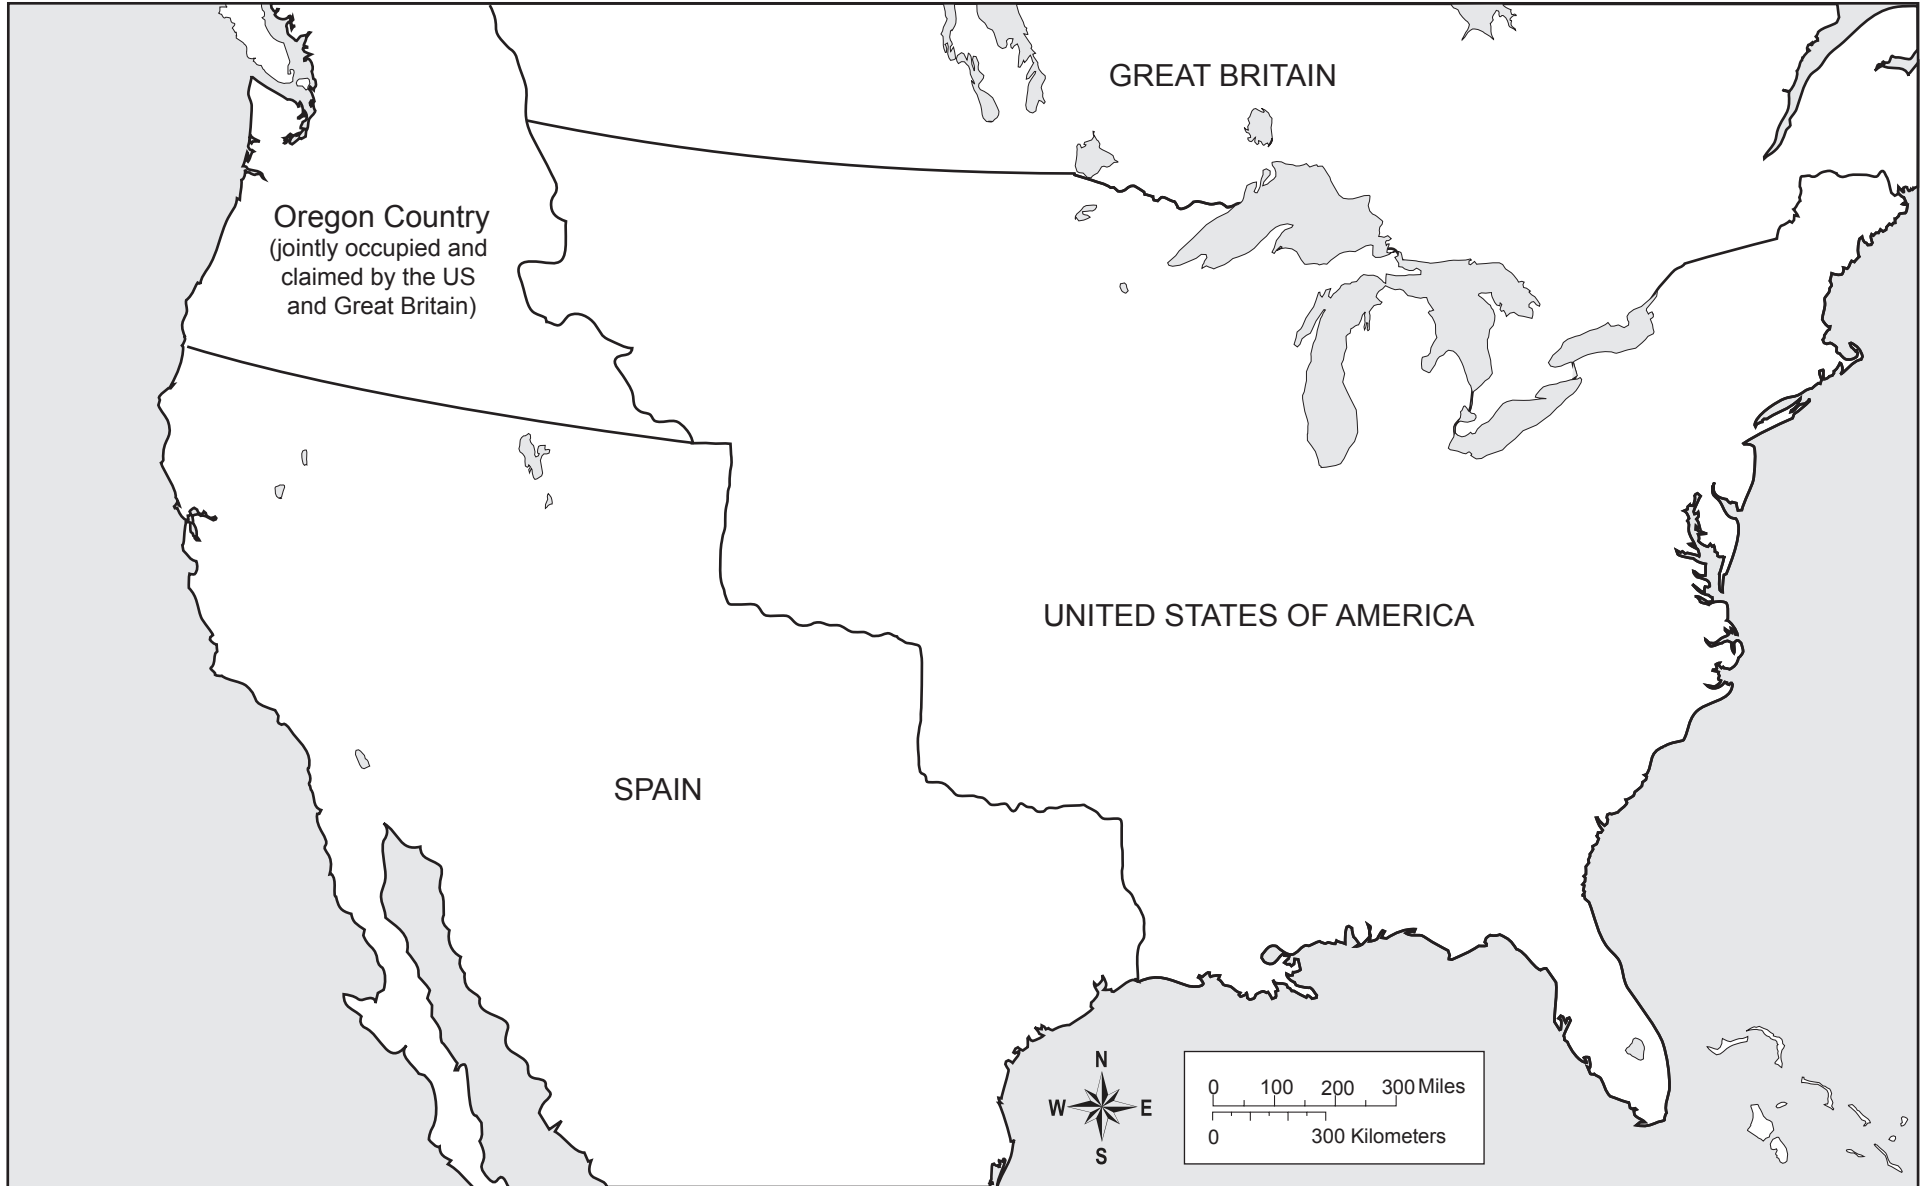 GREAT BRITAIN
Oregon Country
(jointly occupied and
claimed by the US
and Great Britain)
UNITED STATES OF AMERICA
SPAIN
N
W E
S
0 100 200 300 Miles
0 300 Kilometers